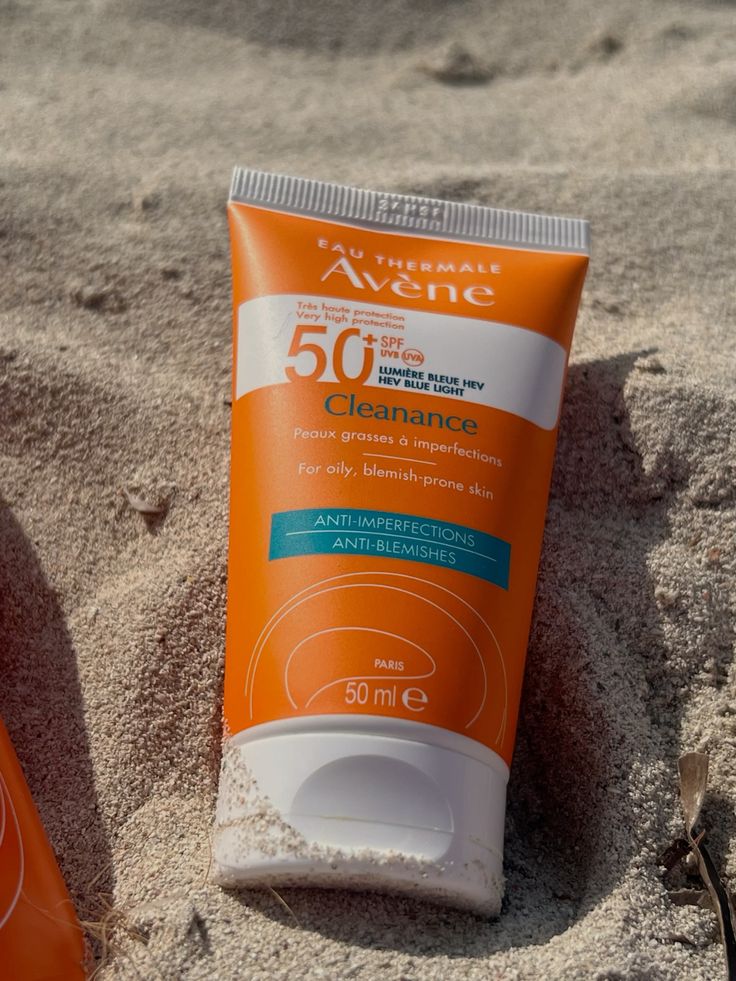 EAU THERMALE
Avène
Très haute protection
Very high protection
50+ SPF
UVB UVA
LUMIÈRE BLEUE HEV
HEV BLUE LIGHT
Cleanance
Peaux grasses à imperfections
For oily, blemish-prone skin
ANTI-IMPERFECTIONS
ANTI-BLEMISHES
PARIS
50 ml e